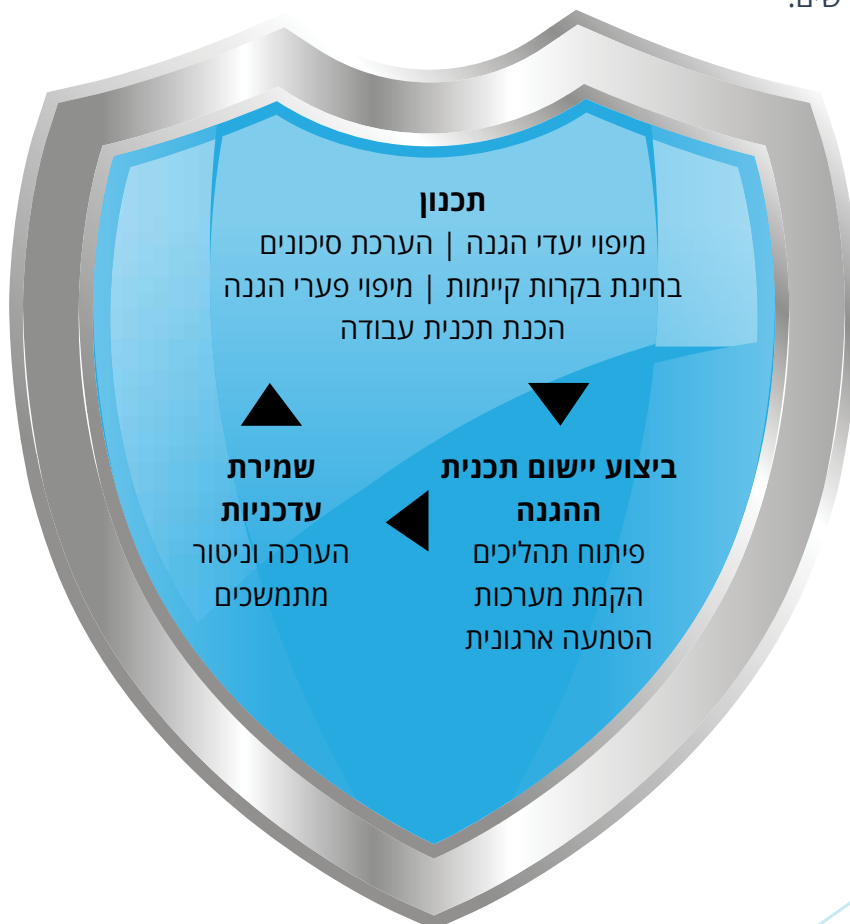 שים.
תכנון
מיפוי יעדי הגנה | הערכת סיכונים
בחינת בקרות קיימות | מיפוי פערי הגנה
הכנת תכנית עבודה
ביצוע יישום תכנית
ההגנה
פיתוח תהליכים
הקמת מערכות
הטמעה ארגונית
שמירת
עדכניות
הערכה וניטור
מתמשכים